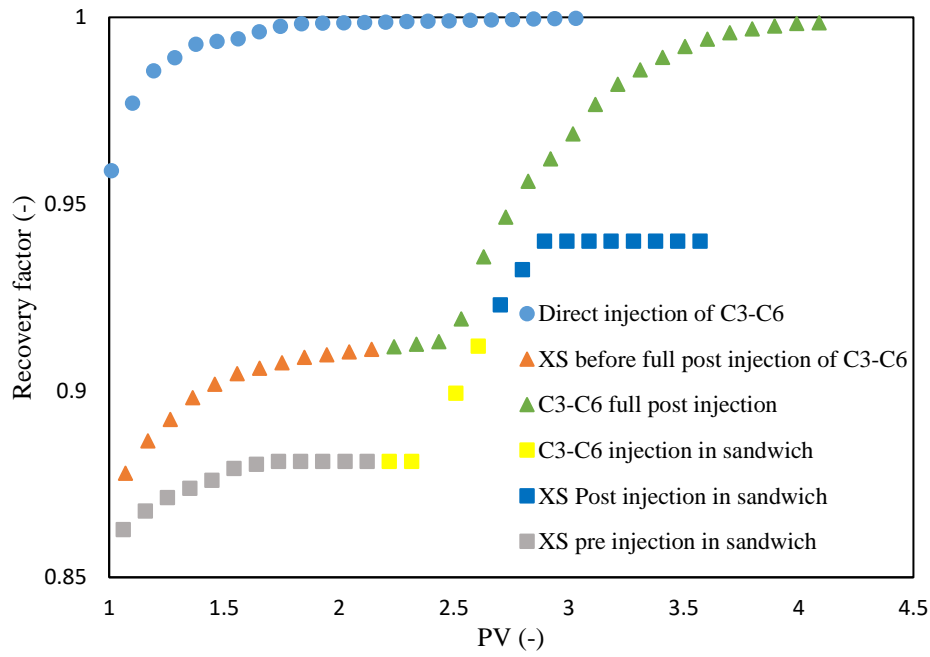 1
0.95
0.9
0.85
Recovery factor (-)
Direct injection of C3-C6
XS before full post injection of C3-C6
C3-C6 full post injection
C3-C6 injection in sandwich
XS Post injection in sandwich
XS pre injection in sandwich
1 1.5 2 2.5 3 3.5 4 4.5
PV (-)